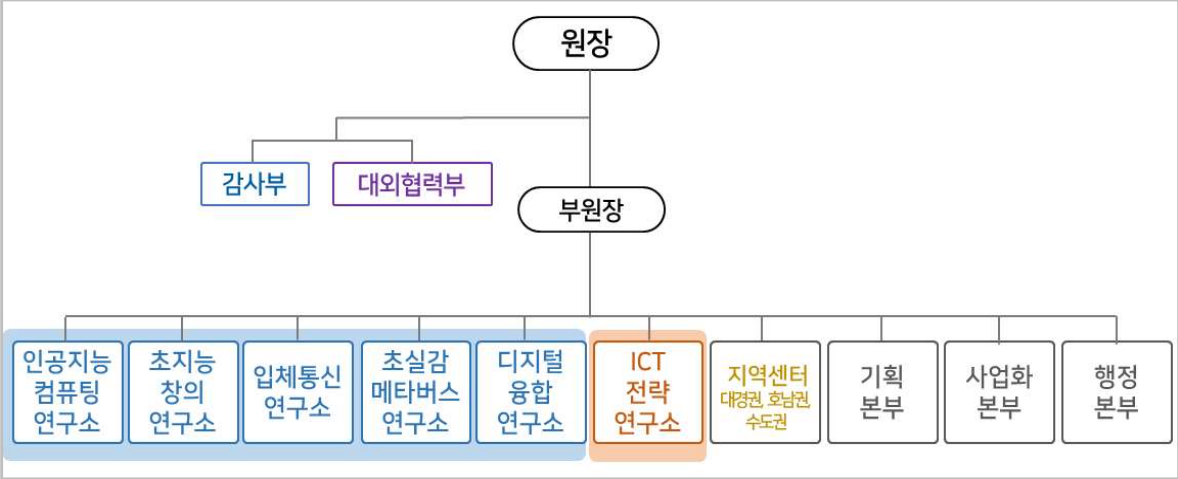 원장
감사부
대외협력부
부원장
인공지능
컴퓨팅
연구소
초지능
창의
연구소
입체통신
연구소
초실감
메타버스
연구소
디지털
융합
연구소
ICT
전략
연구소
지역센터
대경권, 호남권,
수도권
기획
본부
사업화
본부
행정
본부